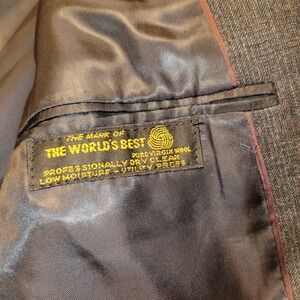 THE MARK OF
THE WORLD'S BEST
PURE VIRGIN WOOL
PROFESSIONALLY DRY CLEAN
LOW MOISTURE - UTILITY PRESS